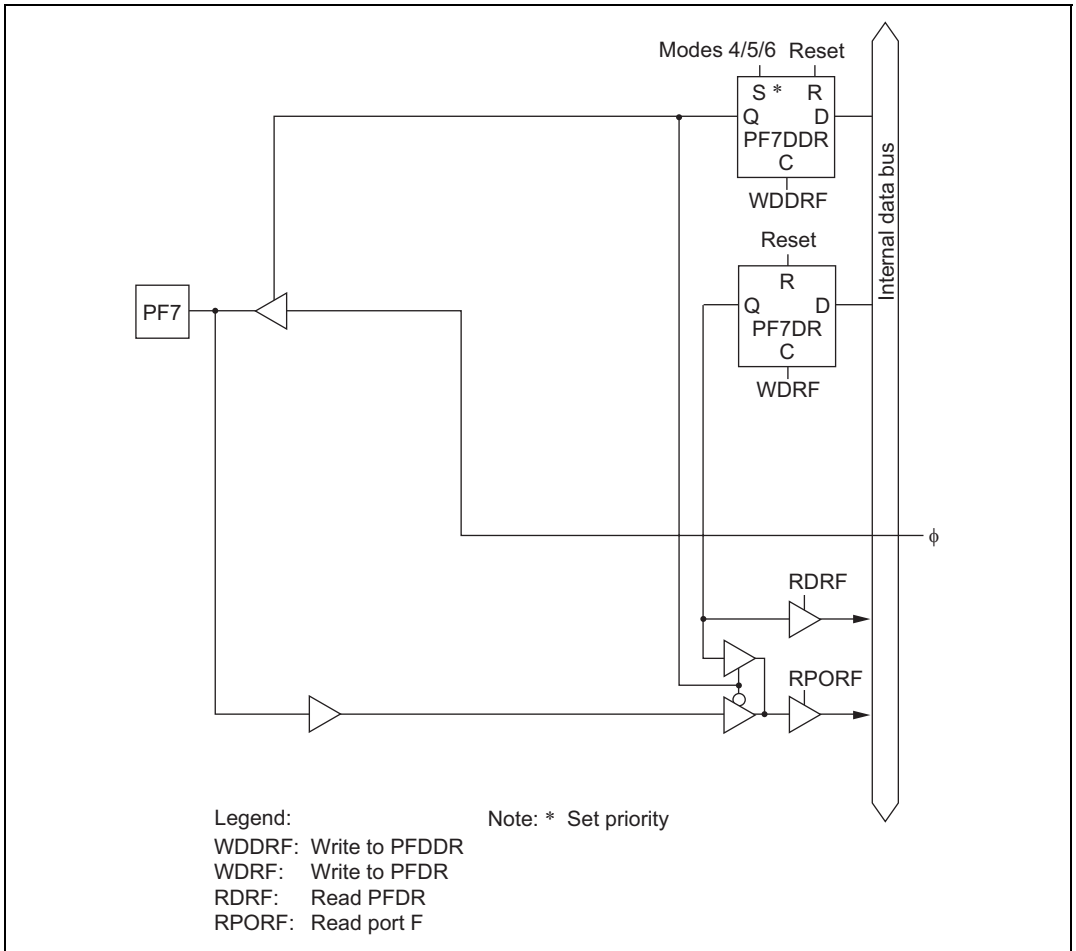 Modes 4/5/6 Reset
S * R
Q D
PF7DDR
C
WDDRF
Reset
R
Q D
PF7DR
C
WDRF
Internal data bus
PF7
ϕ
RDRF
RPORF
Legend:
WDDRF: Write to PFDDR
WDRF: Write to PFDR
RDRF: Read PFDR
RPORF: Read port F
Note: * Set priority